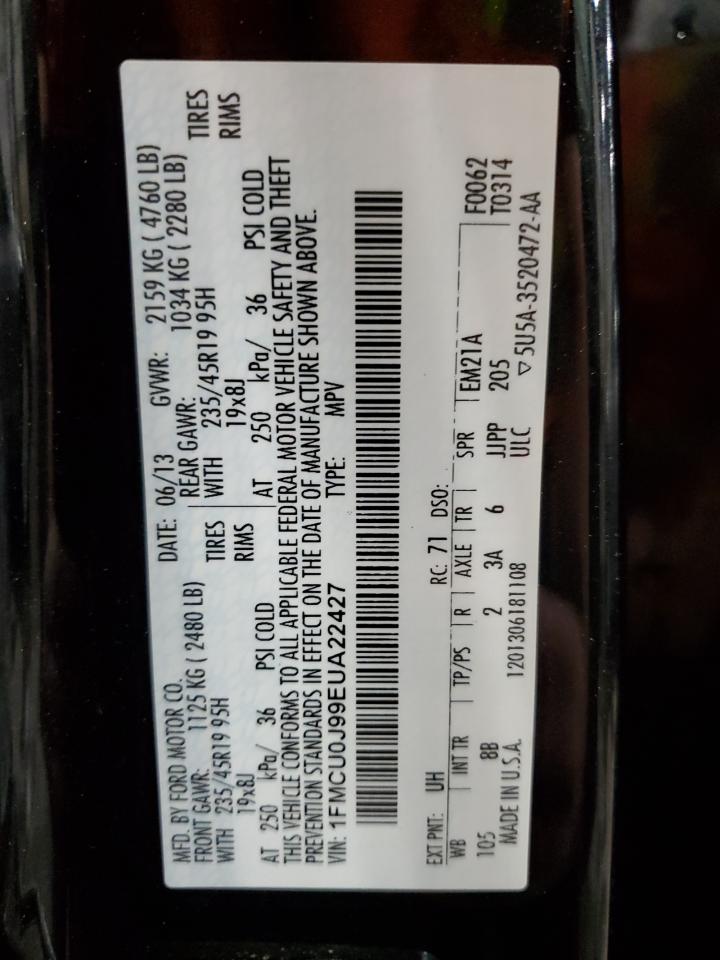 MFD. BY FORD MOTOR CO. DATE: 06/13 GVWR: 2159 KG ( 4760 LB)
FRONT GAWR: 1125 KG ( 2480 LB) REAR GAWR: 1034 KG ( 2280 LB)
WITH 235/45R19 95H TIRES WITH 235/45R19 95H TIRES
19x8J RIMS 19x8J RIMS
AT 250 kPa/ 36 PSI COLD AT 250 kPa/ 36 PSI COLD
THIS VEHICLE CONFORMS TO ALL APPLICABLE FEDERAL MOTOR VEHICLE SAFETY AND THEFT
PREVENTION STANDARDS IN EFFECT ON THE DATE OF MANUFACTURE SHOWN ABOVE.
VIN: 1FMCU0J99EUA22427 TYPE: MPV
EXT PNT: UH RC: 71 DSO: F0062
WB INT TR TP/PS R AXLE TR SPR EM21A T0314
105 8B 2 3A 6 JJPP 205
MADE IN U.S.A. 1201306181108 ULC ▽5U5A-3520472-AA